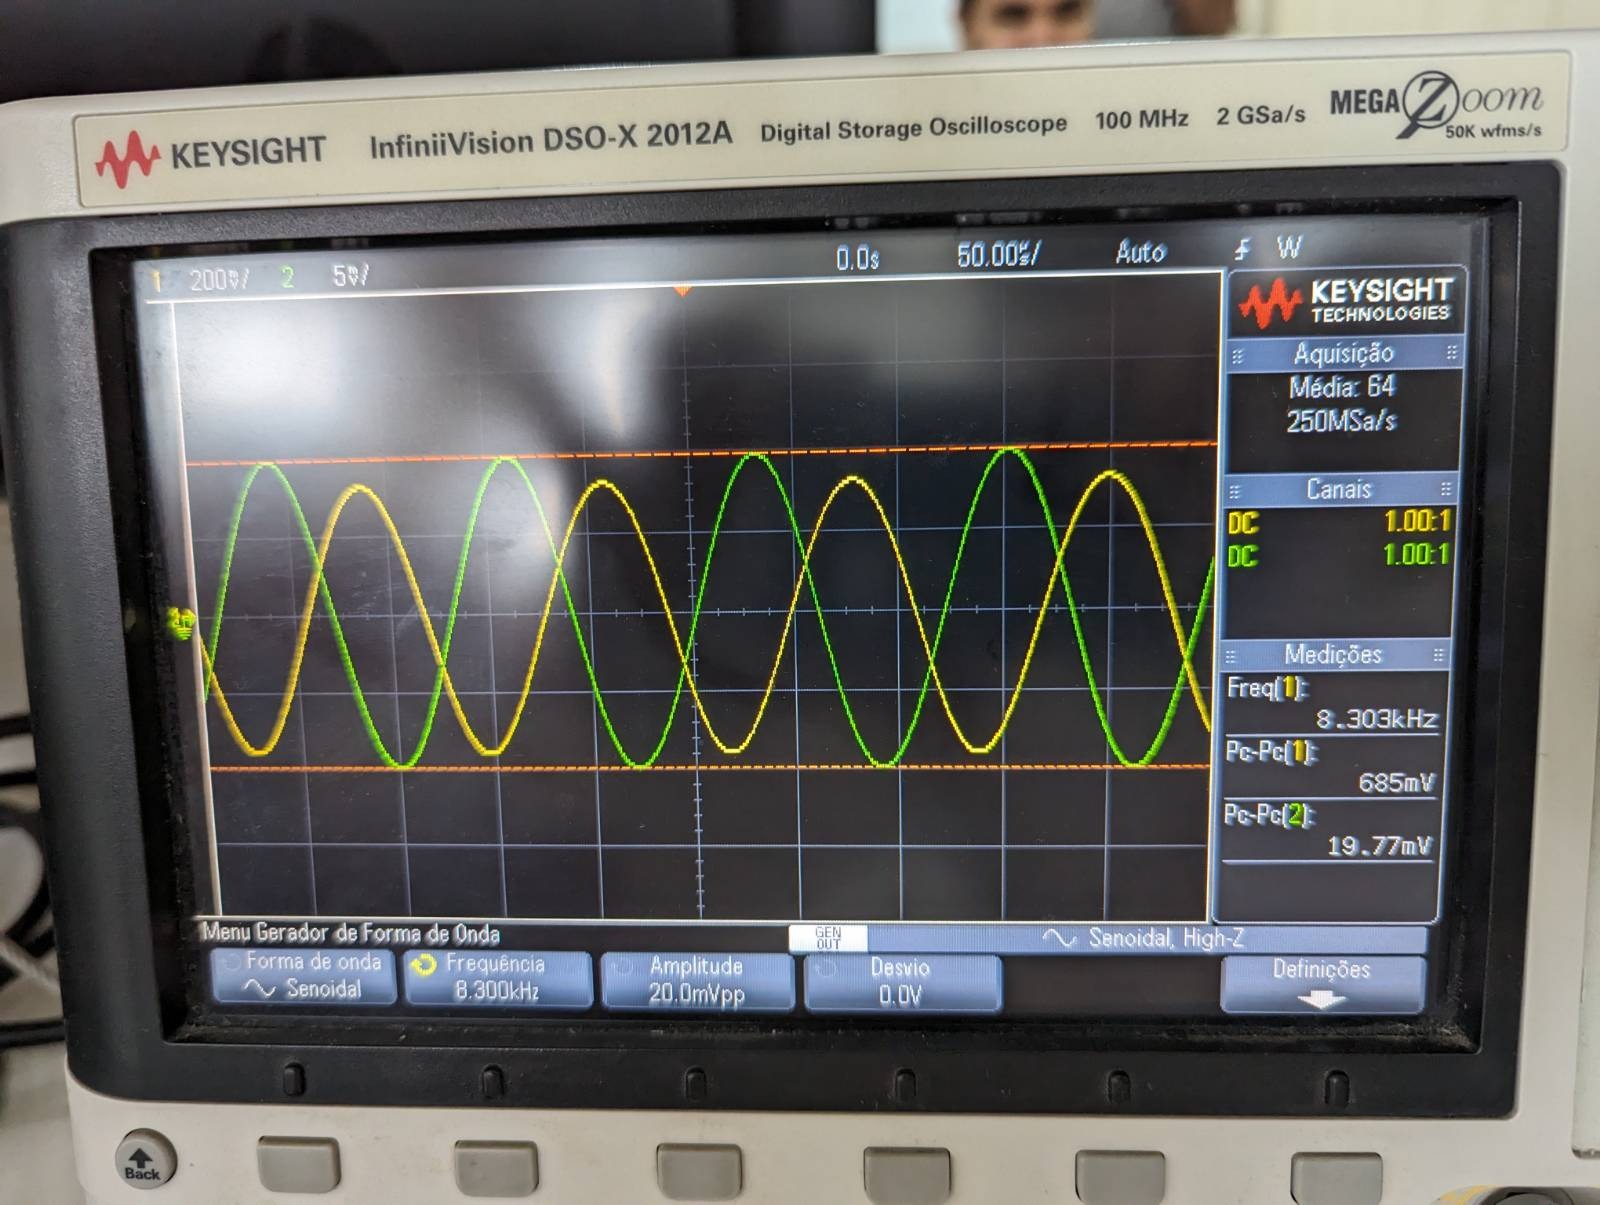 KEYSIGHT InfiniiVision DSO-X 2012A Digital Storage Oscilloscope 100 MHz 2 GSa/s MEGA Zoom
50K wfms/s
1 200mV/ 2 5mV/ 0.0s 50.00µs/ Auto W
KEYSIGHT
TECHNOLOGIES
Aquisição
Média: 64
250MSa/s
Canais
DC 1.00:1
DC 1.00:1
Medições
Freq(1):
8.303kHz
Pc-Pc(1):
685mV
Pc-Pc(2):
19.77mV
Menu Gerador de Forma de Onda
GEN
OUT
Senoidal, High-Z
Forma de onda
Senoidal
Frequência
8.300kHz
Amplitude
20.0mVpp
Desvio
0.0V
Definições
Back